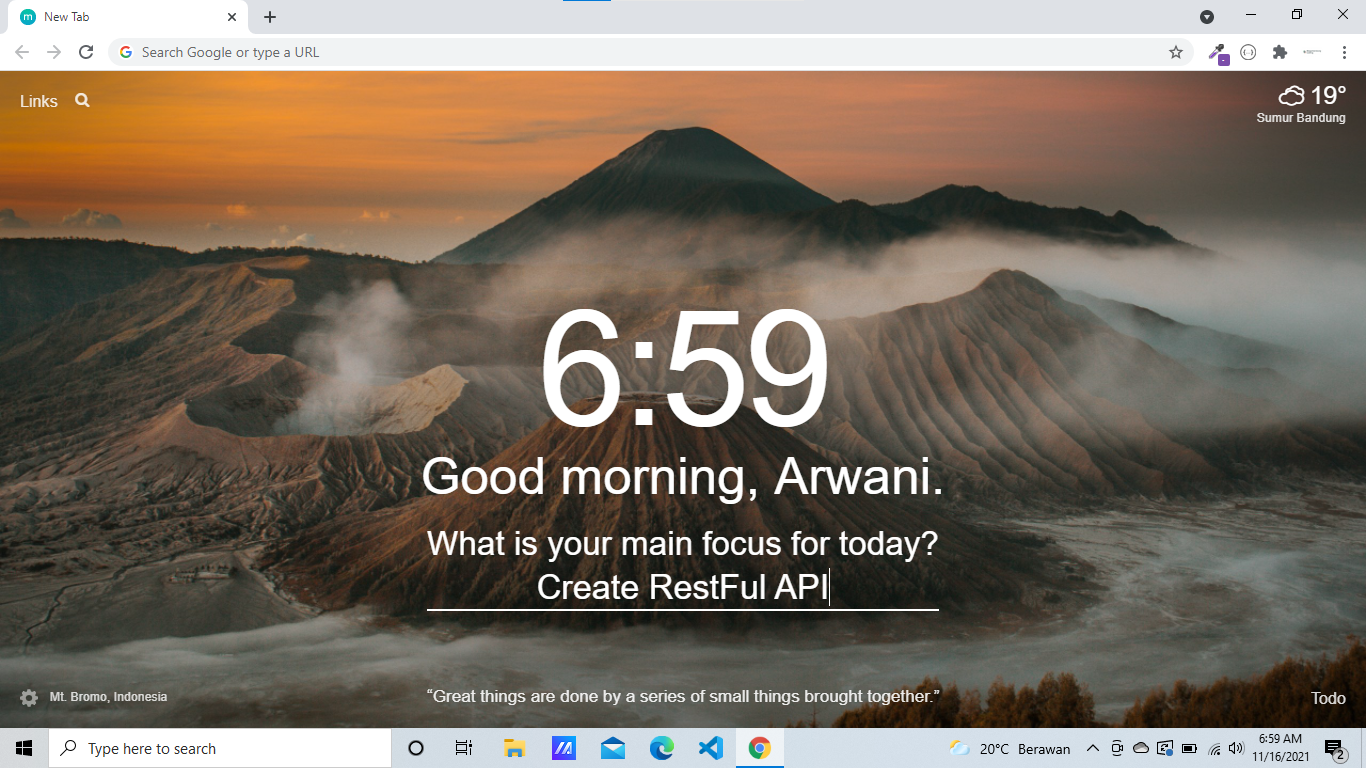 New Tab
Search Google or type a URL
Links
19°
Sumur Bandung
6:59
Good morning, Arwani.
What is your main focus for today?
Create RestFul API
Mt. Bromo, Indonesia
“Great things are done by a series of small things brought together.”
Todo
Type here to search
20°C Berawan
6:59 AM
11/16/2021
2